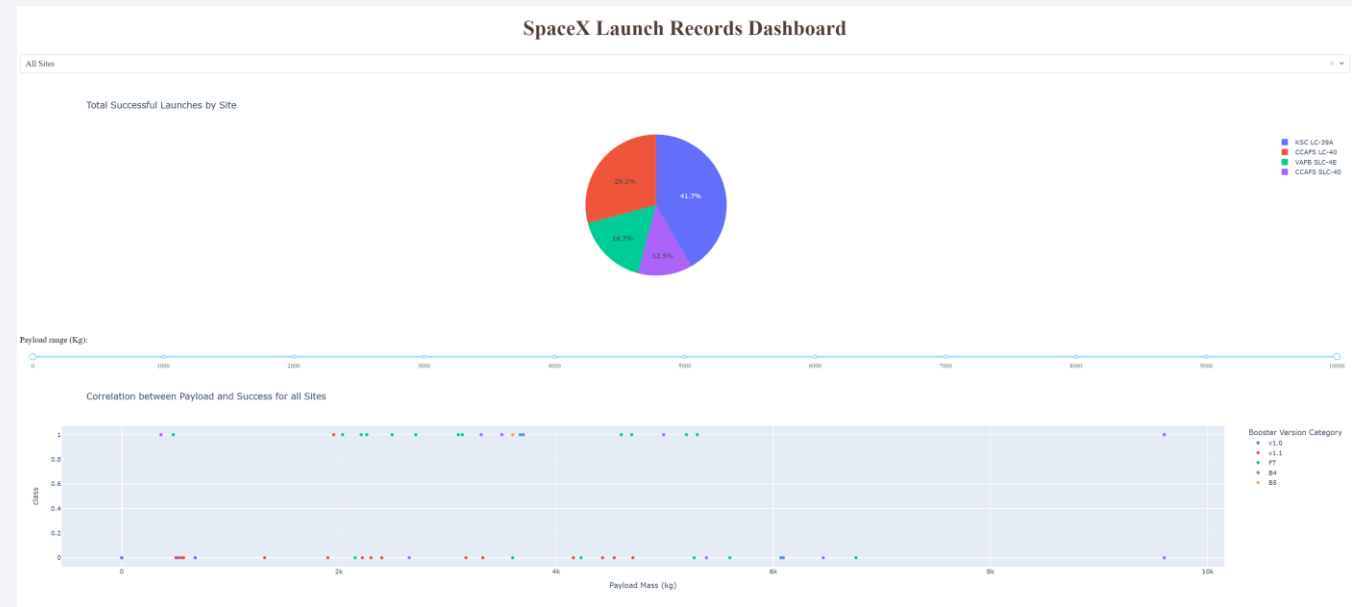 SpaceX Launch Records Dashboard
All Sites
×
Total Successful Launches by Site
KSC LC-39A
CCAFS LC-40
VAFB SLC-4E
CCAFS SLC-40
29.2%
41.7%
16.7%
12.5%
Payload range (Kg):
0 1000 2000 3000 4000 5000 6000 7000 8000 9000 10000
Correlation between Payload and Success for all Sites
Booster Version Category
v1.0
v1.1
FT
B4
B5
class
1
0.8
0.6
0.4
0.2
0
0 2k 4k 6k 8k 10k
Payload Mass (kg)